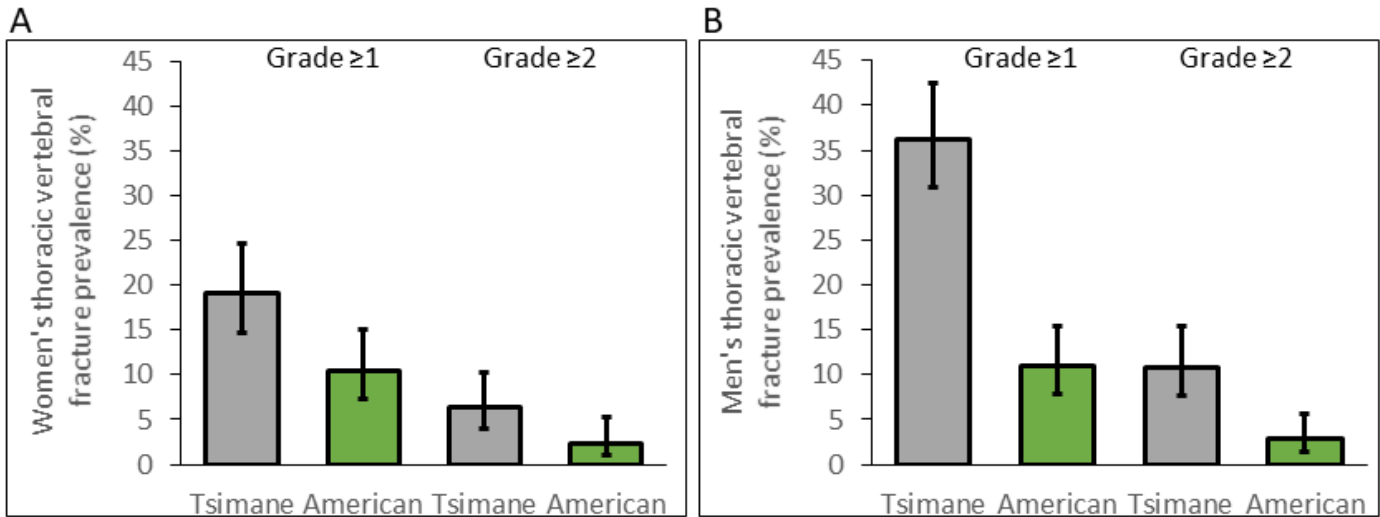 A
Women's thoracic vertebral
fracture prevalence (%)
Grade ≥1 Grade ≥2
45
40
35
30
25
20
15
10
5
0
Tsimane American Tsimane American
B
Men's thoracic vertebral
fracture prevalence (%)
Grade ≥1 Grade ≥2
45
40
35
30
25
20
15
10
5
0
Tsimane American Tsimane American